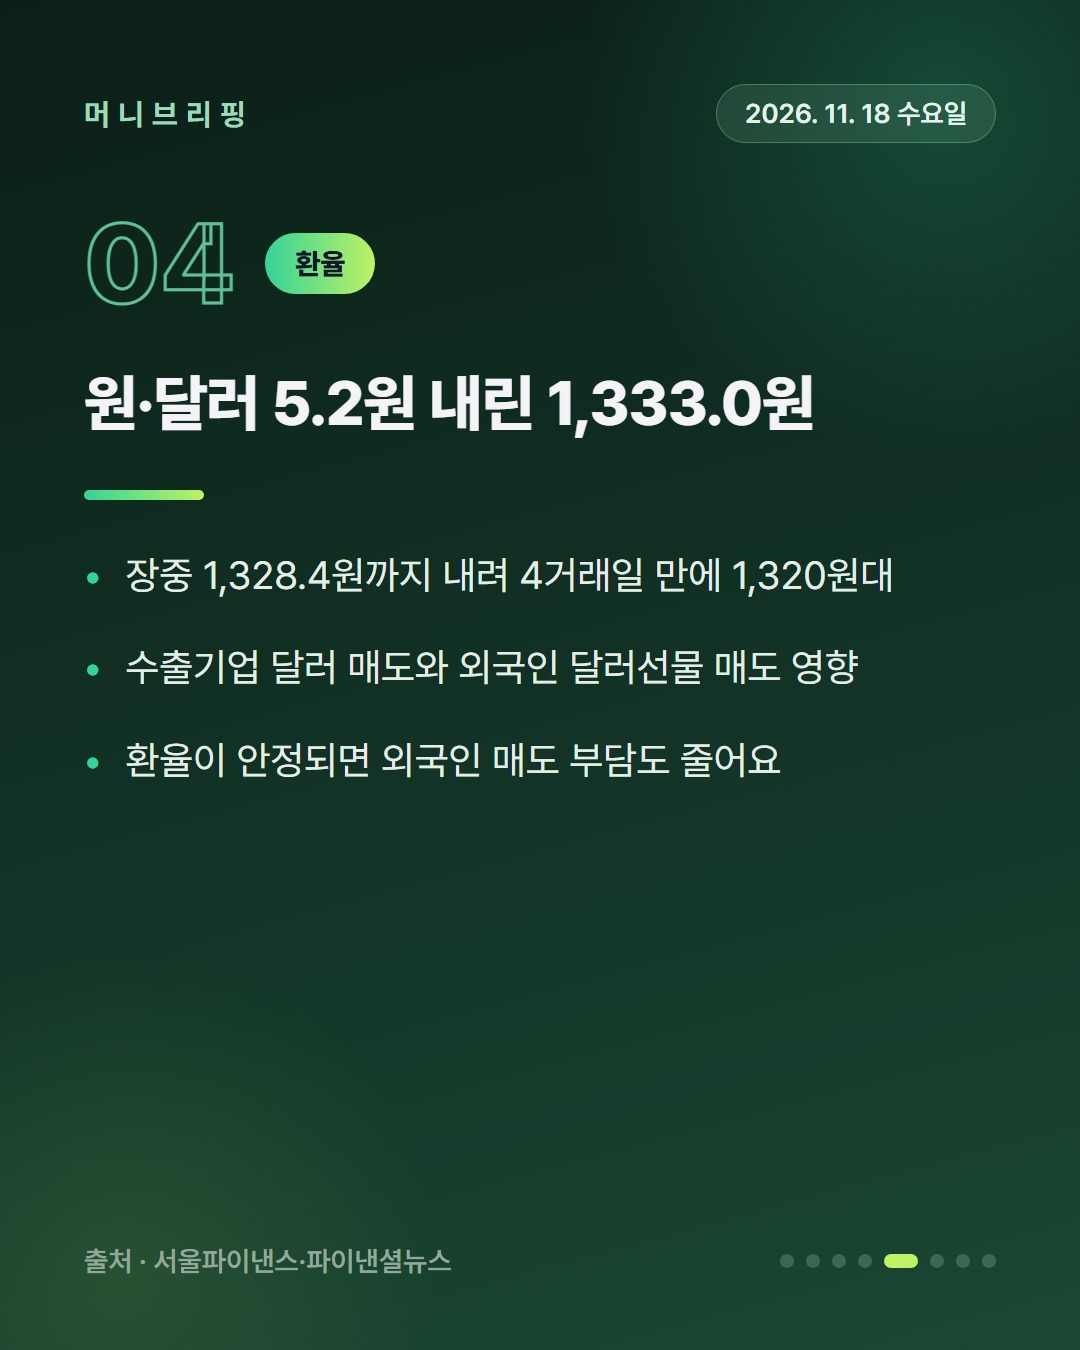 머니브리핑
2026. 11. 18 수요일
04
환율
원·달러 5.2원 내린 1,333.0원
• 장중 1,328.4원까지 내려 4거래일 만에 1,320원대
• 수출기업 달러 매도와 외국인 달러선물 매도 영향
• 환율이 안정되면 외국인 매도 부담도 줄어요
출처 · 서울파이낸스·파이낸셜뉴스